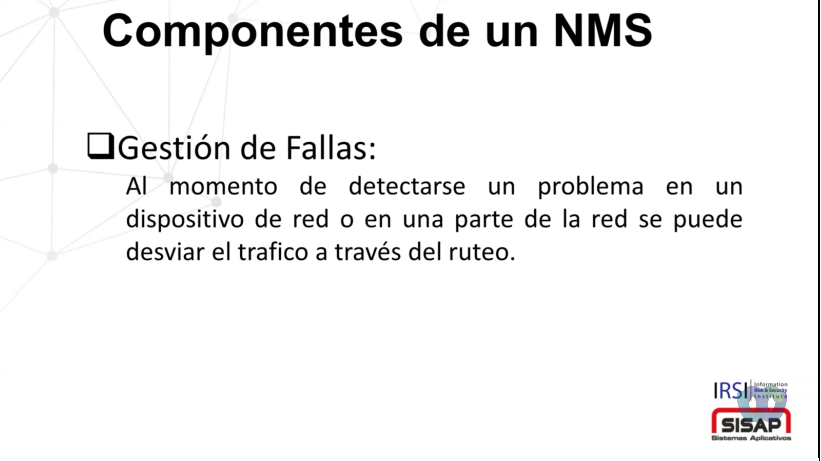 Componentes de un NMS
Gestión de Fallas:
Al momento de detectarse un problema en un
dispositivo de red o en una parte de la red se puede
desviar el trafico a través del ruteo.
IRSI
Information
Risk & Security
Institute
SISAP
Sistemas Aplicativos